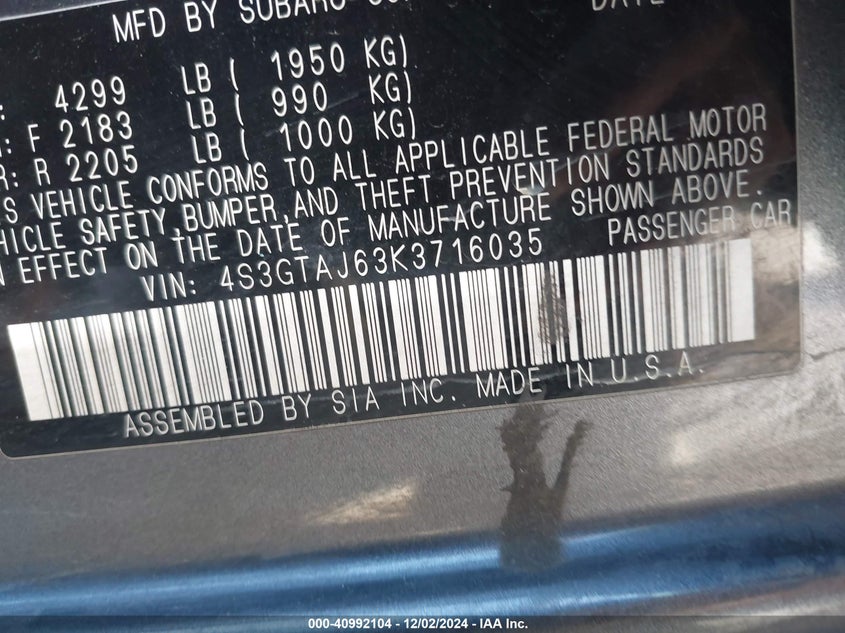 MFD BY SUBARU
DATE
4299 LB ( 1950 KG)
F 2183 LB ( 990 KG)
R: R 2205 LB ( 1000 KG)
S VEHICLE CONFORMS TO ALL APPLICABLE FEDERAL MOTOR
HICLE SAFETY,BUMPER,AND THEFT PREVENTION STANDARDS
N EFFECT ON THE DATE OF MANUFACTURE SHOWN ABOVE.
VIN: 4S3GTAJ63K3716035 PASSENGER CAR
ASSEMBLED BY SIA INC. MADE IN U.S.A.
000-40992104 - 12/02/2024 - IAA Inc.